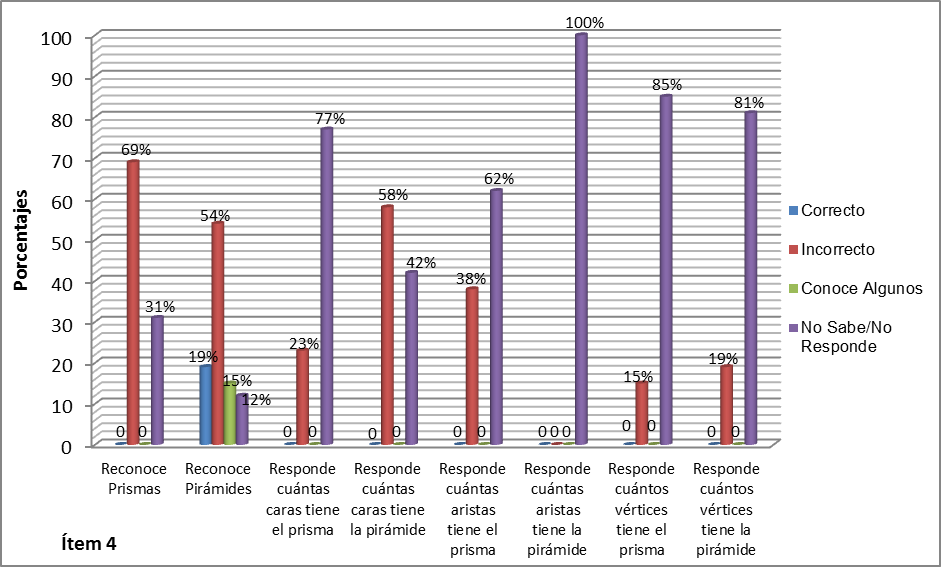 Porcentajes
100
90
80
70
60
50
40
30
20
10
0
0
69%
0
31%
19%
54%
15%
12%
0
23%
0
77%
0
58%
0
42%
0
38%
0
62%
0
0
0
100%
0
15%
0
85%
0
19%
0
81%
Reconoce
Prismas
Reconoce
Pirámides
Responde
cuántas
caras tiene
el prisma
Responde
cuántas
caras tiene
la pirámide
Responde
cuántas
aristas
tiene el
prisma
Responde
cuántas
aristas
tiene la
pirámide
Responde
cuántos
vértices
tiene el
prisma
Responde
cuántos
vértices
tiene la
pirámide
Correcto
Incorrecto
Conoce Algunos
No Sabe/No
Responde
Ítem 4